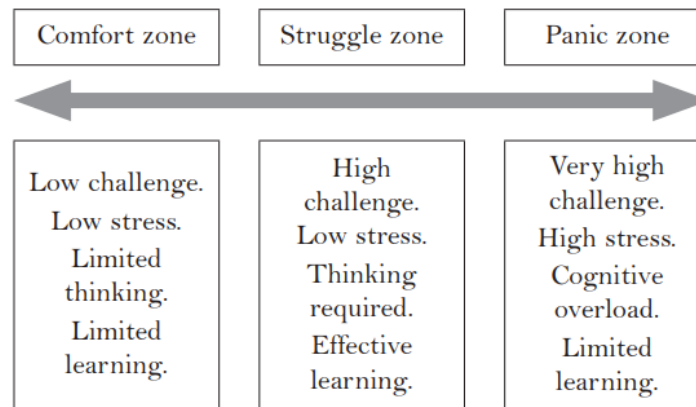 Comfort zone
Struggle zone
Panic zone
Low challenge.
Low stress.
Limited
thinking.
Limited
learning.
High
challenge.
Low stress.
Thinking
required.
Effective
learning.
Very high
challenge.
High stress.
Cognitive
overload.
Limited
learning.